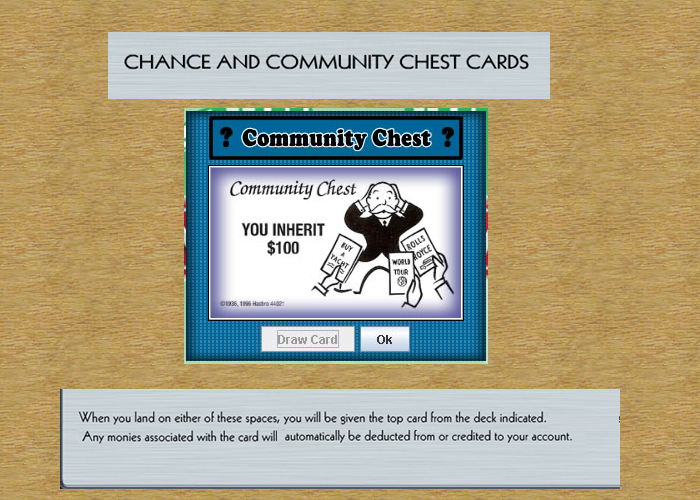 CHANCE AND COMMUNITY CHEST CARDS
? Community Chest ?
Community Chest
YOU INHERIT
$100
BUY
A
YACHT
WORLD
TOUR
ROLLS
ROYCE
©1935, 1996 Hasbro 44021
Draw Card
Ok
When you land on either of these spaces, you will be given the top card from the deck indicated.
Any monies associated with the card will automatically be deducted from or credited to your account.